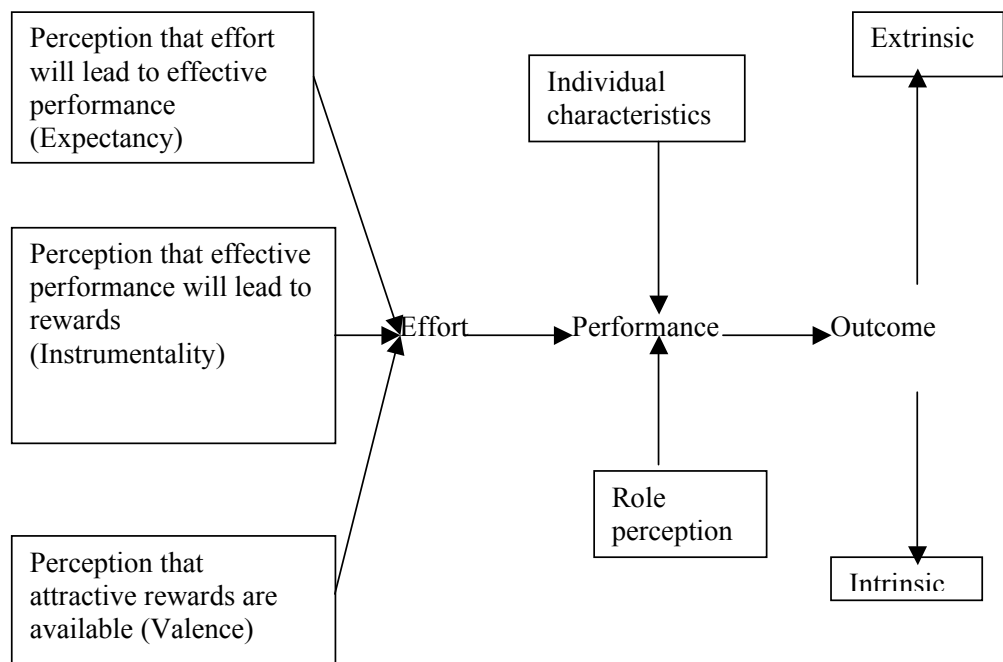 Perception that effort
will lead to effective
performance
(Expectancy)
Perception that effective
performance will lead to
rewards
(Instrumentality)
Perception that
attractive rewards are
available (Valence)
Effort
Individual
characteristics
Performance
Role
perception
Outcome
Extrinsic
Intrinsic